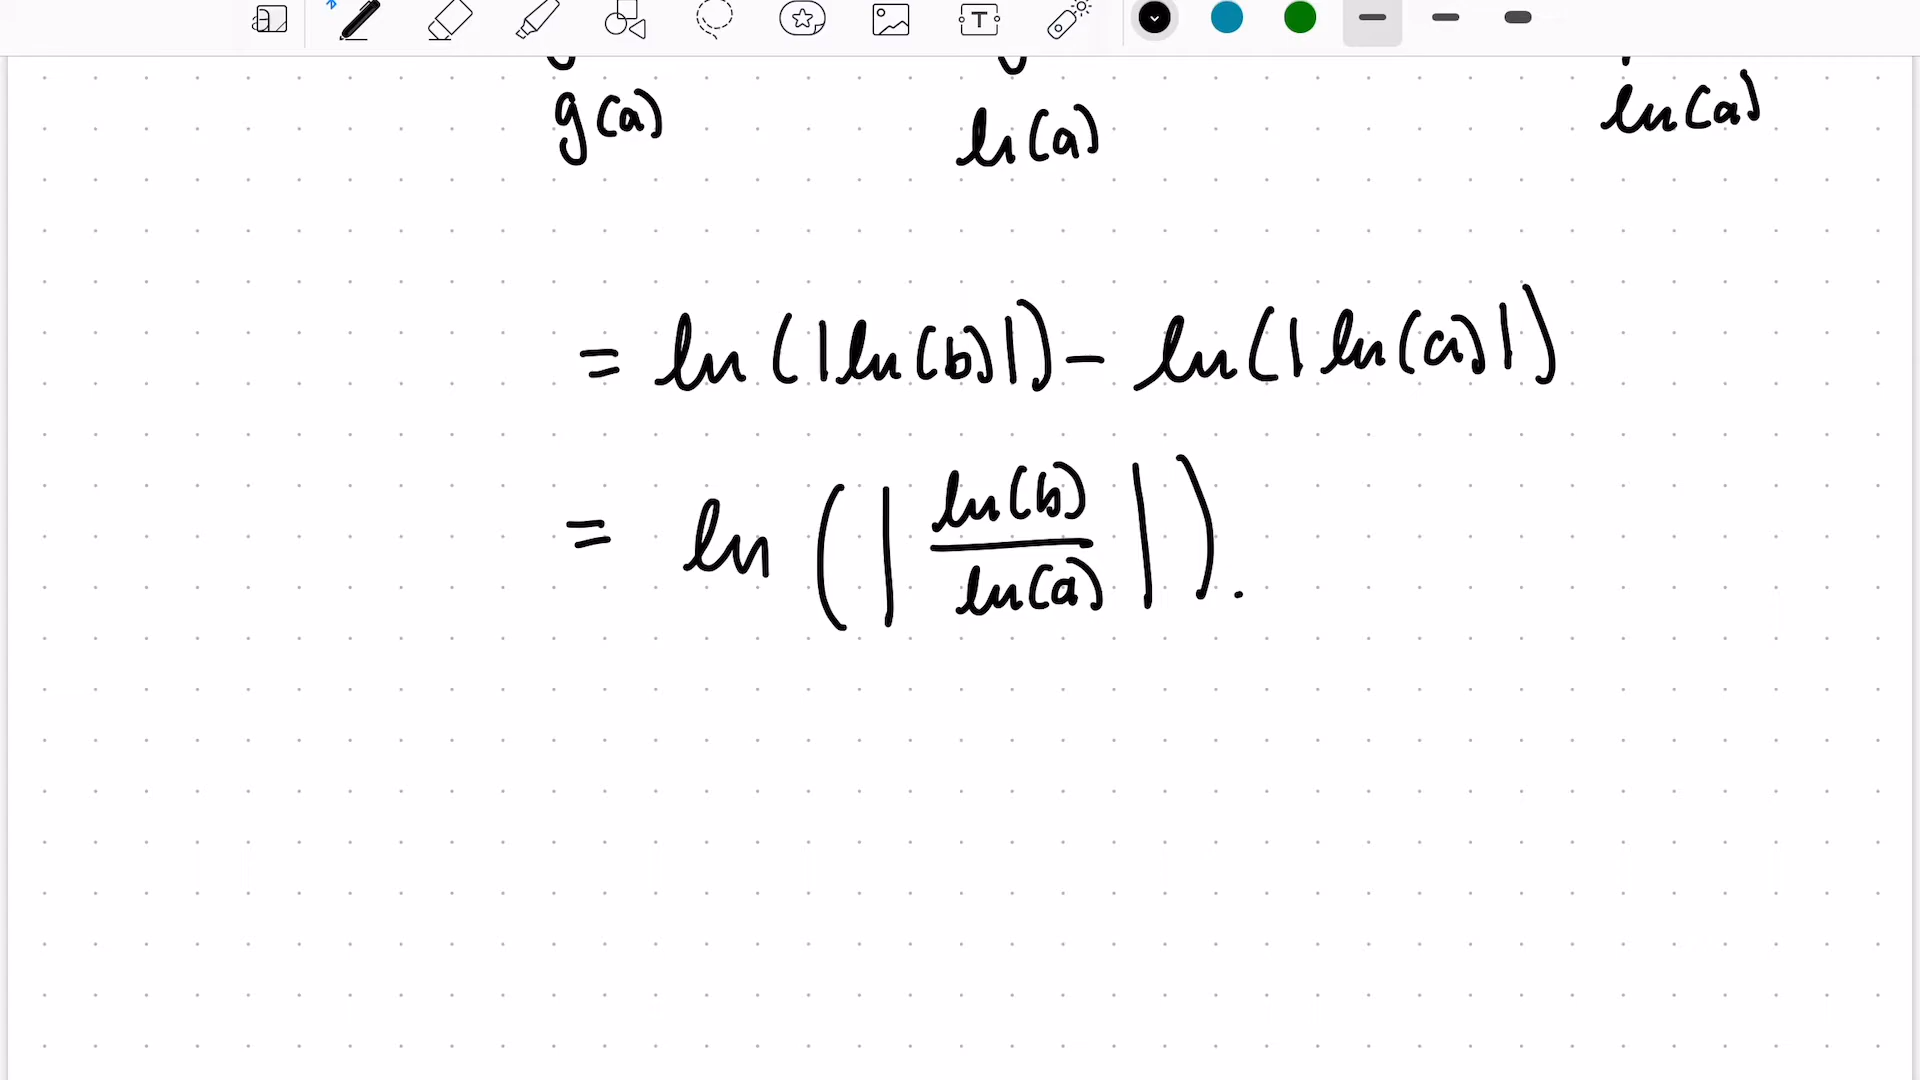 g(a) ln(a) ln(a)
= ln(|ln(b)|) - ln(|ln(a)|)
= ln(|ln(b)/ln(a)|).